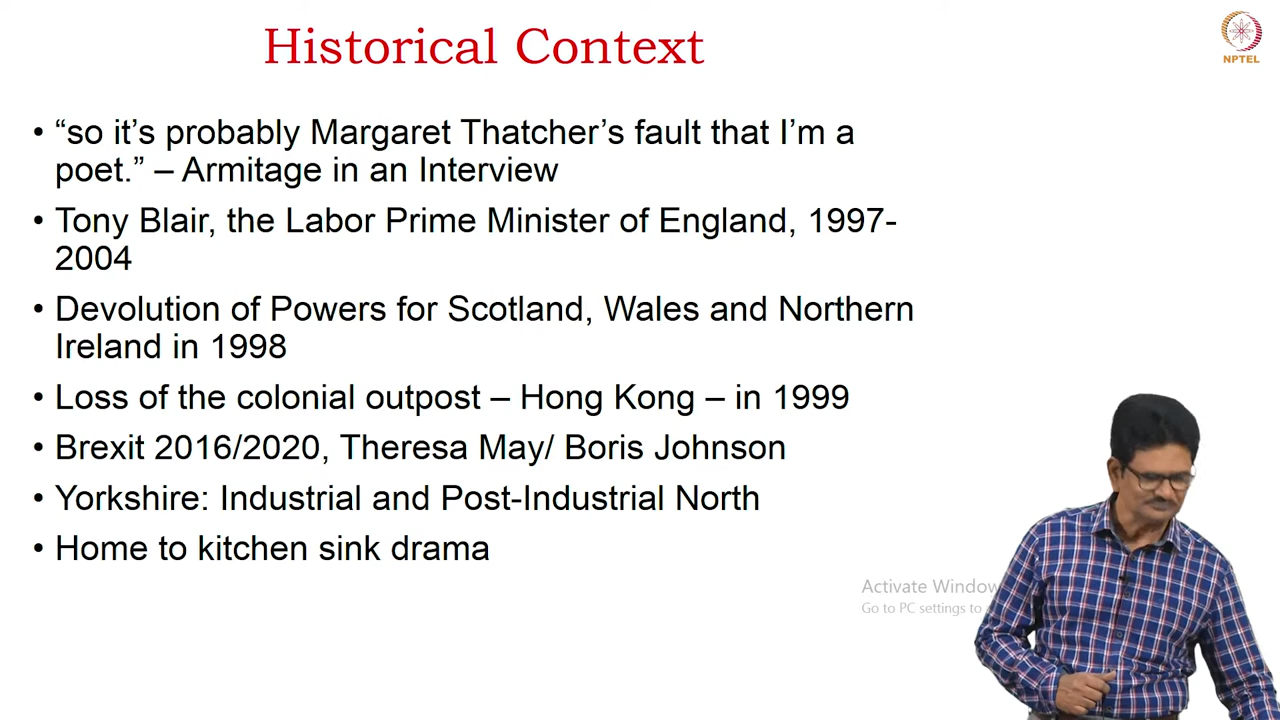 Historical Context
NPTEL
• “so it’s probably Margaret Thatcher’s fault that I’m a
poet.” – Armitage in an Interview
• Tony Blair, the Labor Prime Minister of England, 1997-
2004
• Devolution of Powers for Scotland, Wales and Northern
Ireland in 1998
• Loss of the colonial outpost – Hong Kong – in 1999
• Brexit 2016/2020, Theresa May/ Boris Johnson
• Yorkshire: Industrial and Post-Industrial North
• Home to kitchen sink drama
Activate Window
Go to PC settings to